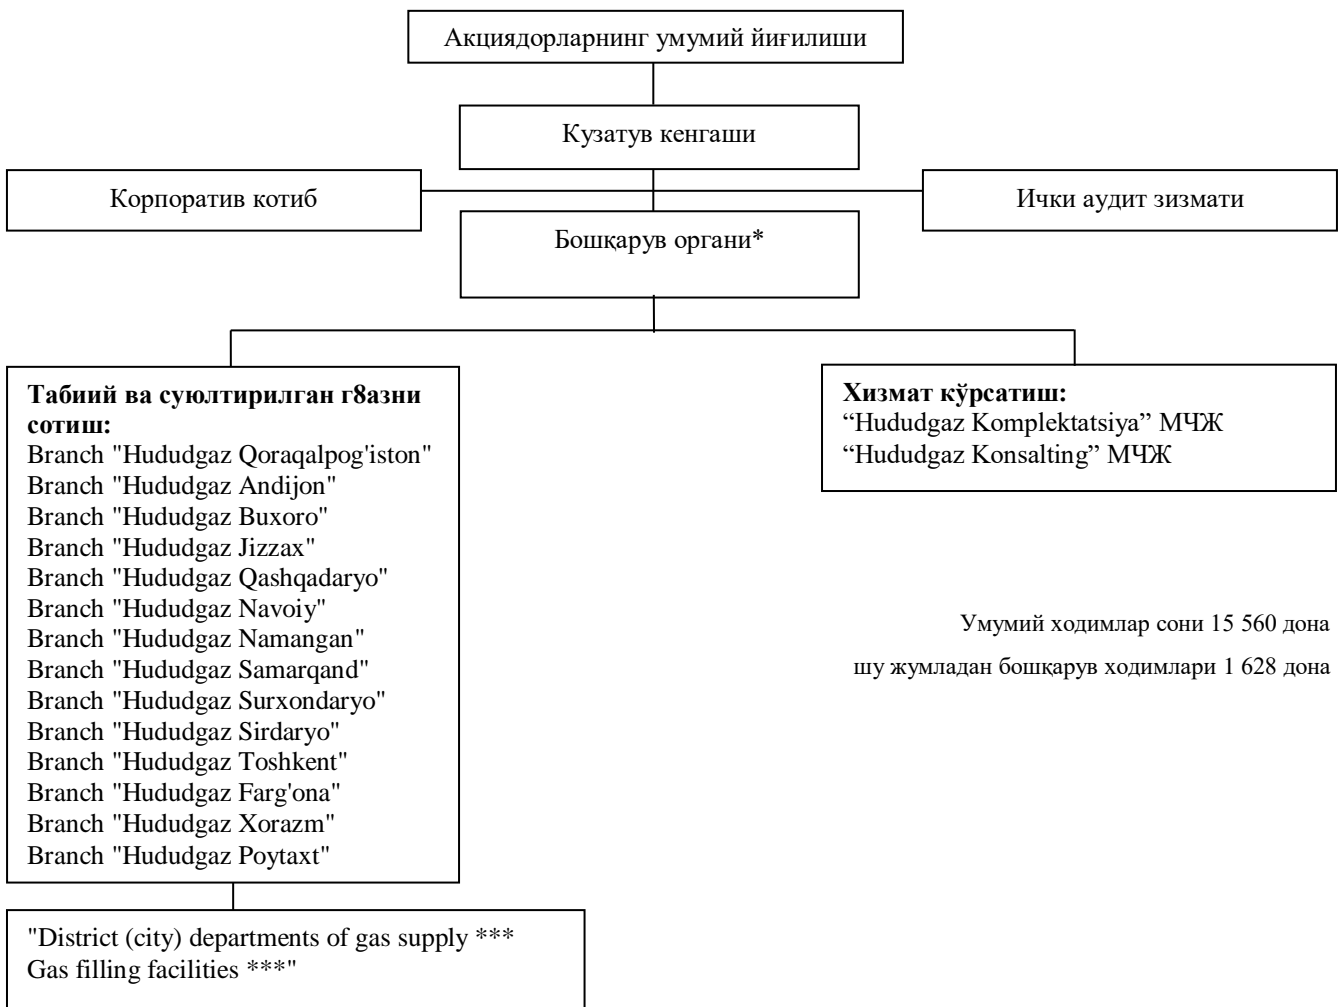 Акциядорларнинг умумий йиғилиши
Кузатув кенгаши
Корпоратив котиб
Ички аудит зизмати
Бошқарув органи*
Табиий ва суюлтирилган г8азни
сотиш:
Branch "Hududgaz Qoraqalpog'iston"
Branch "Hududgaz Andijon"
Branch "Hududgaz Buxoro"
Branch "Hududgaz Jizzax"
Branch "Hududgaz Qashqadaryo"
Branch "Hududgaz Navoiy"
Branch "Hududgaz Namangan"
Branch "Hududgaz Samarqand"
Branch "Hududgaz Surxondaryo"
Branch "Hududgaz Sirdaryo"
Branch "Hududgaz Toshkent"
Branch "Hududgaz Farg'ona"
Branch "Hududgaz Xorazm"
Branch "Hududgaz Poytaxt"
Хизмат кўрсатиш:
“Hududgaz Komplektatsiya” МЧЖ
“Hududgaz Konsalting” МЧЖ
Умумий ходимлар сони 15 560 дона
шу жумладан бошқарув ходимлари 1 628 дона
"District (city) departments of gas supply ***
Gas filling facilities ***"